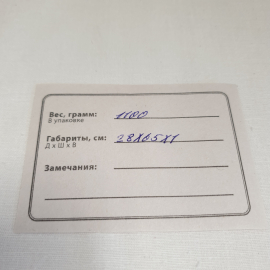 Вес, грамм: 1100
В упаковке
Габариты, см: 28х65х1
Д х Ш х В
Замечания: